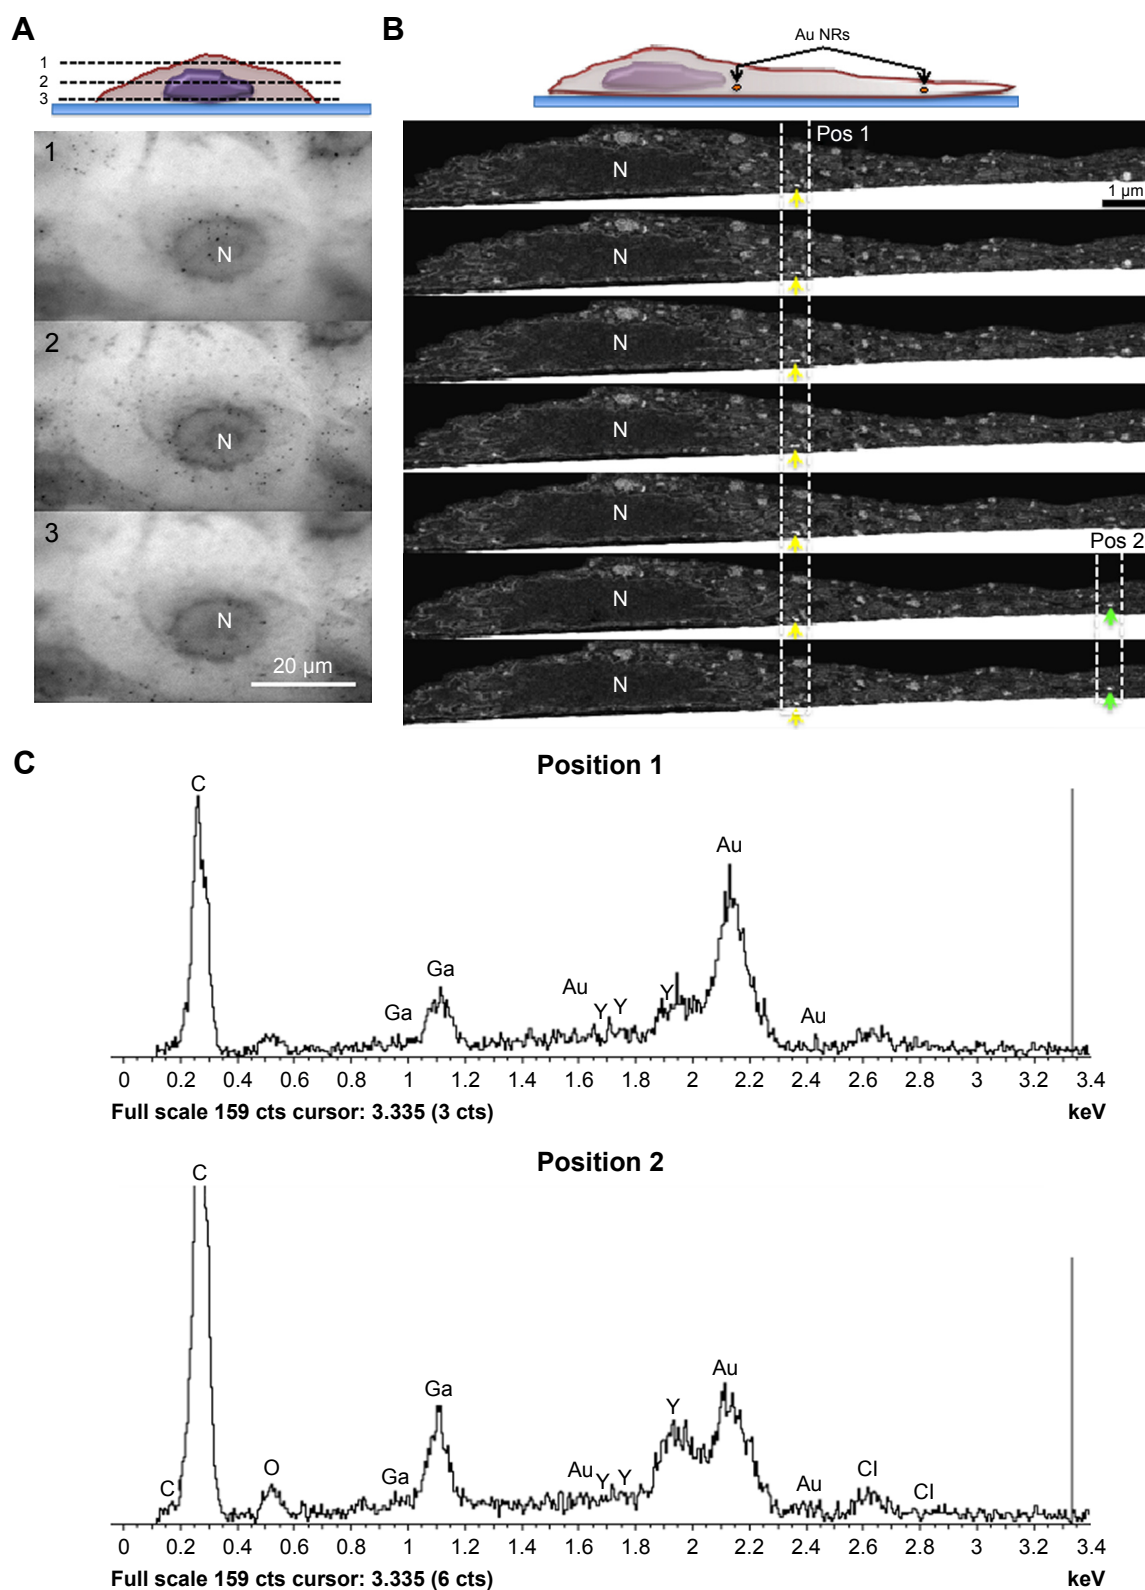 A
1
2
3
1
N
2
N
3
N
20 µm
B
Au NRs
Pos 1
N
1 µm
N
N
N
N
Pos 2
N
N
C
Position 1
C
Ga
Ga
Au
Y
Y
Y
Au
Au
0 0.2 0.4 0.6 0.8 1 1.2 1.4 1.6 1.8 2 2.2 2.4 2.6 2.8 3 3.2 3.4
Full scale 159 cts cursor: 3.335 (3 cts) keV
Position 2
C
C
O
Ga
Ga
Au
Y
Y
Y
Au
Au
Cl
Cl
0 0.2 0.4 0.6 0.8 1 1.2 1.4 1.6 1.8 2 2.2 2.4 2.6 2.8 3 3.2 3.4
Full scale 159 cts cursor: 3.335 (6 cts) keV